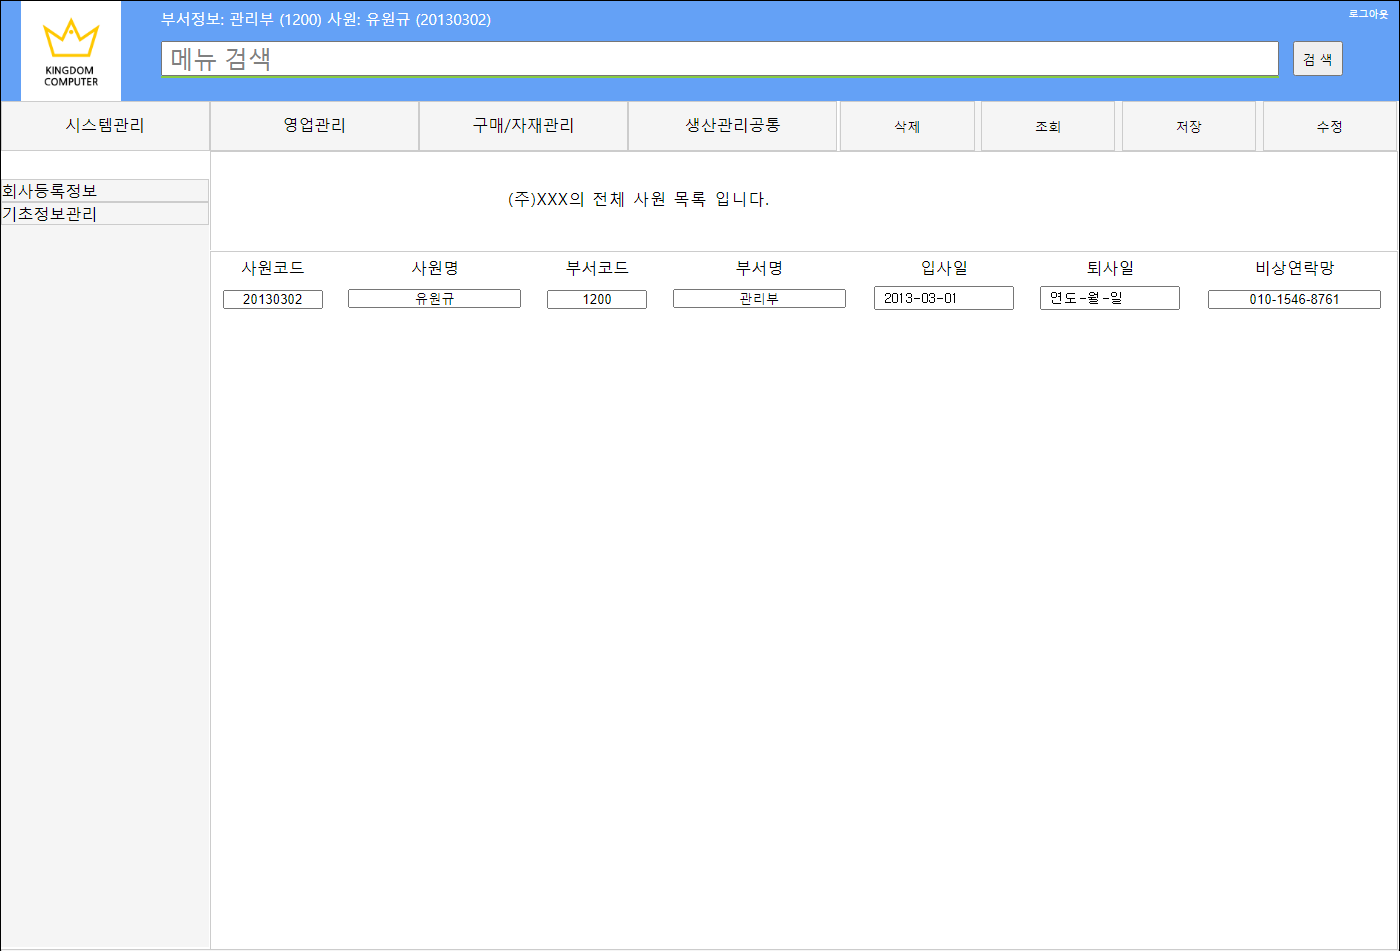 부서정보: 관리부 (1200) 사원: 유원규 (20130302)
로그아웃
메뉴 검색
검 색
KINGDOM
COMPUTER
시스템관리 영업관리 구매/자재관리 생산관리공통 삭제 조회 저장 수정
회사등록정보
기초정보관리
(주)XXX의 전체 사원 목록 입니다.
사원코드 사원명 부서코드 부서명 입사일 퇴사일 비상연락망
20130302 유원규 1200 관리부 2013-03-01 연도-월-일 010-1546-8761